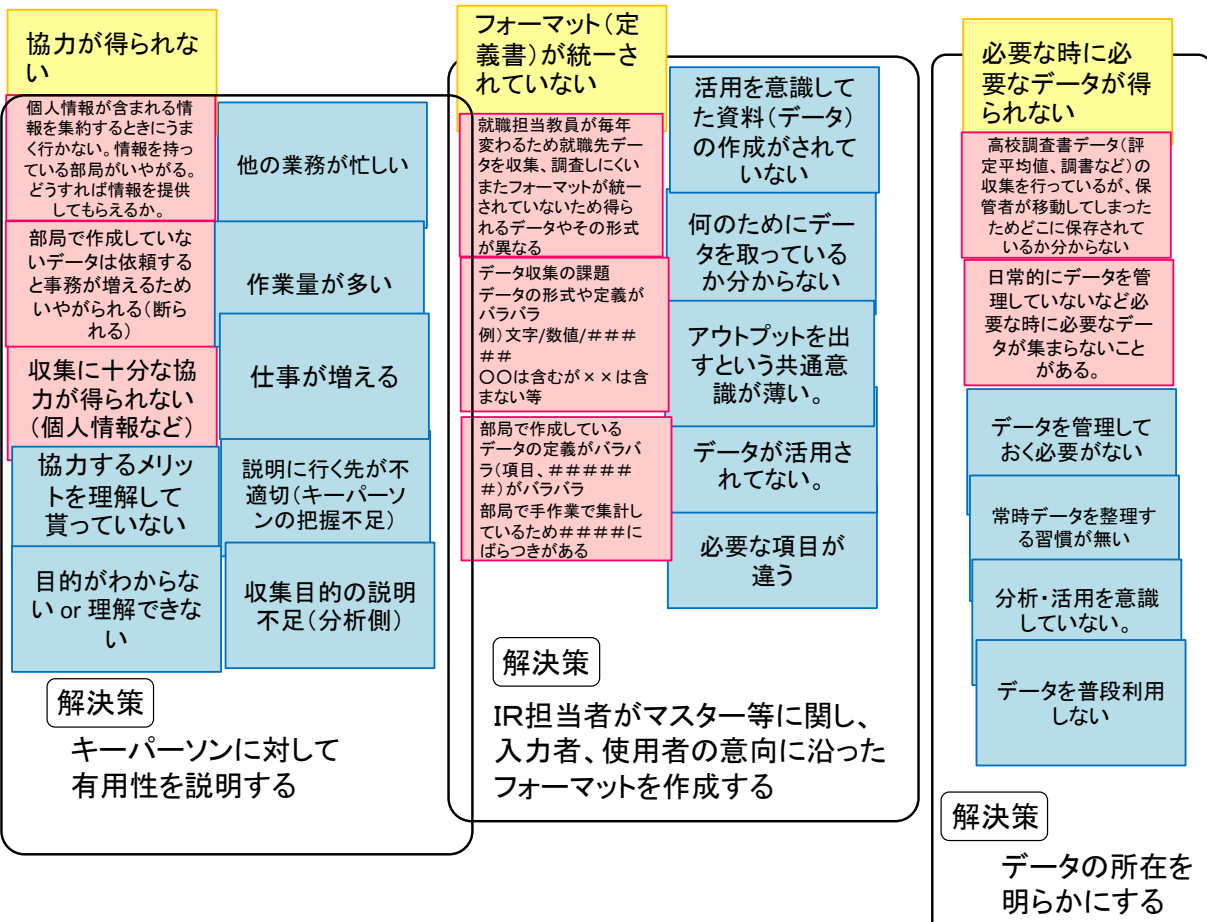 協力が得られな
い
個人情報が含まれる情
報を集約するときにうま
く行かない。情報を持っ
ている部局がいやがる。
どうすれば情報を提供
してもらえるか。
部局で作成していな
いデータは依頼する
と事務が増えるため
いやがられる(断ら
れる)
収集に十分な協
力が得られない
(個人情報など)
協力するメリッ
トを理解して
貰っていない
目的がわからな
い or 理解できな
い
他の業務が忙しい
作業量が多い
仕事が増える
説明に行く先が不
適切(キーパーソ
ンの把握不足)
収集目的の説明
不足(分析側)
解決策
キーパーソンに対して
有用性を説明する
フォーマット(定
義書)が統一さ
れていない
就職担当教員が毎年
変わるため就職先デー
タを収集、調査しにくい
またフォーマットが統一
されていないため得ら
れるデータやその形式
が異なる
データ収集の課題
データの形式や定義が
バラバラ
例)文字/数値/###
##
〇〇は含むが××は含
まない等
部局で作成している
データの定義がバラバ
ラ(項目、#####
#)がバラバラ
部局で手作業で集計し
ているため####に
ばらつきがある
活用を意識し
てた資料(データ)
の作成がされて
いない
何のためにデー
タを取っている
か分からない
アウトプットを出
すという共通意
識が薄い。
データが活用さ
れてない。
必要な項目が
違う
解決策
IR担当者がマスター等に関し、
入力者、使用者の意向に沿った
フォーマットを作成する
必要な時に必
要なデータが得
られない
高校調査書データ(評
定平均値、調書など)の
収集を行っているが、保
管者が移動してしまった
ためどこに保存されて
いるか分からない
日常的にデータを管
理していないなど必
要な時に必要なデー
タが集まらないこと
がある。
データを管理して
おく必要がない
常時データを整理す
る習慣が無い
分析・活用を意識
していない。
データを普段利用
しない
解決策
データの所在を
明らかにする